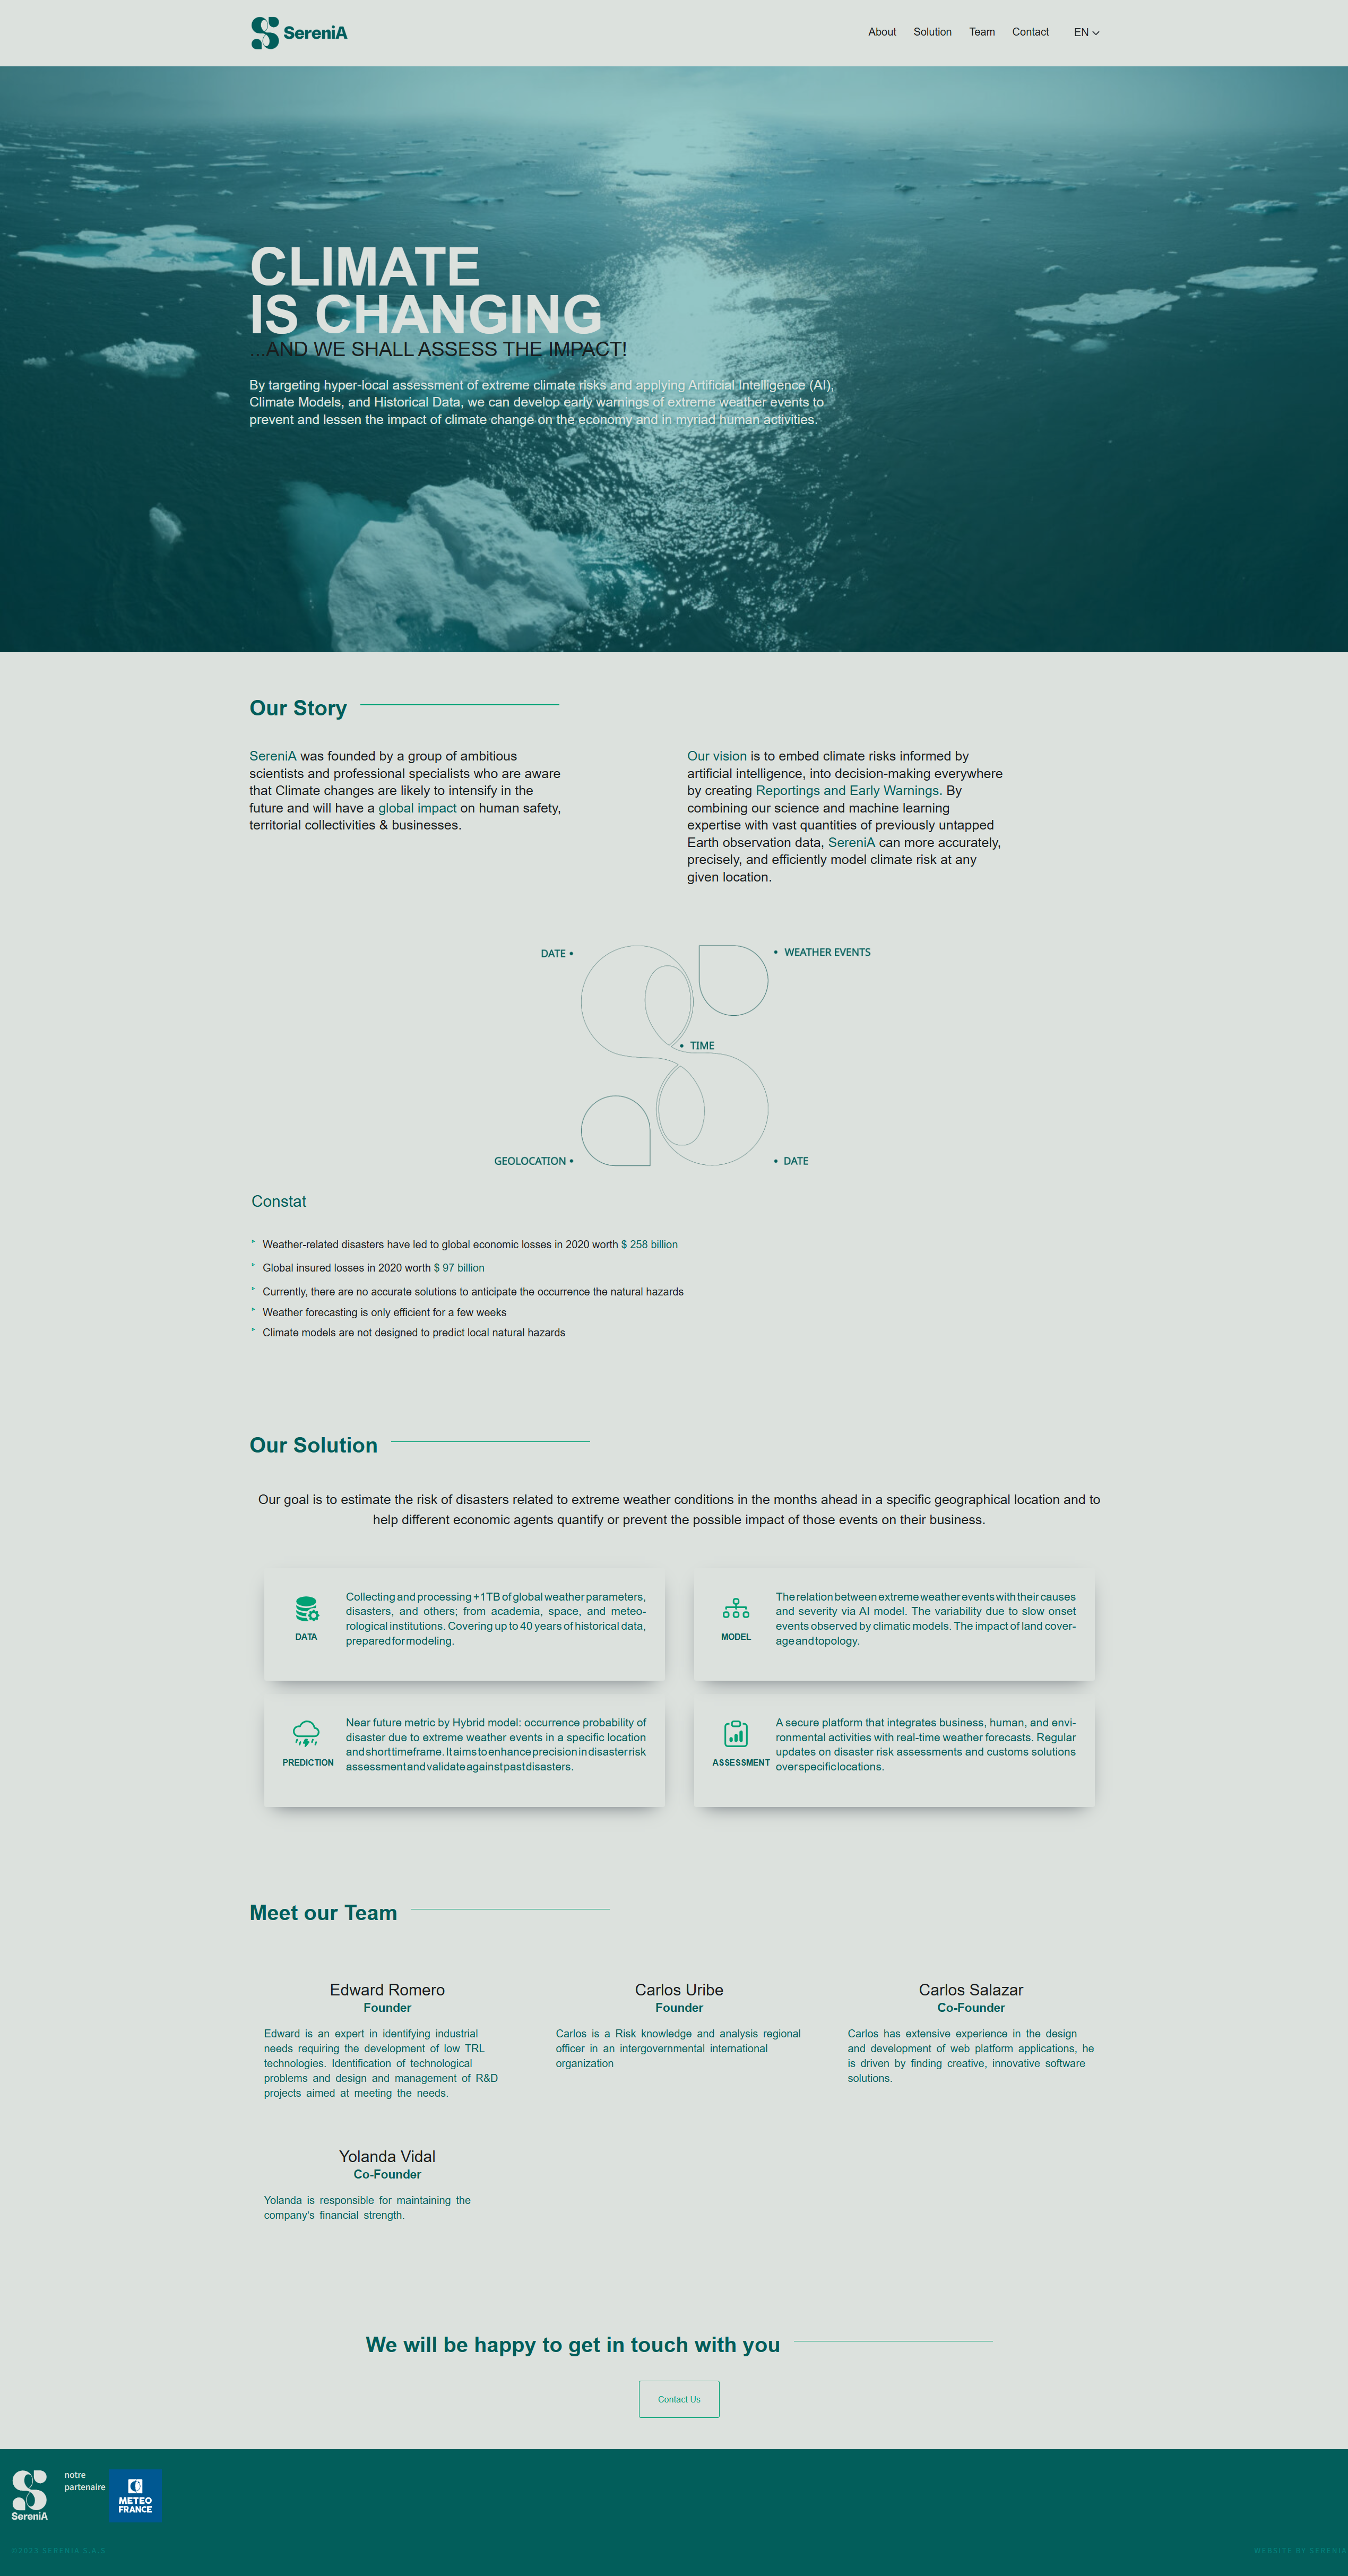 SereniA
About Solution Team Contact EN
CLIMATE
IS CHANGING
...AND WE SHALL ASSESS THE IMPACT!
By targeting hyper-local assessment of extreme climate risks and applying Artificial Intelligence (AI),
Climate Models, and Historical Data, we can develop early warnings of extreme weather events to
prevent and lessen the impact of climate change on the economy and in myriad human activities.
Our Story
SereniA was founded by a group of ambitious
scientists and professional specialists who are aware
that Climate changes are likely to intensify in the
future and will have a global impact on human safety,
territorial collectivities & businesses.
Our vision is to embed climate risks informed by
artificial intelligence, into decision-making everywhere
by creating Reportings and Early Warnings. By
combining our science and machine learning
expertise with vast quantities of previously untapped
Earth observation data, SereniA can more accurately,
precisely, and efficiently model climate risk at any
given location.
DATE •
• WEATHER EVENTS
• TIME
GEOLOCATION •
• DATE
Constat
Weather-related disasters have led to global economic losses in 2020 worth $ 258 billion
Global insured losses in 2020 worth $ 97 billion
Currently, there are no accurate solutions to anticipate the occurrence the natural hazards
Weather forecasting is only efficient for a few weeks
Climate models are not designed to predict local natural hazards
Our Solution
Our goal is to estimate the risk of disasters related to extreme weather conditions in the months ahead in a specific geographical location and to
help different economic agents quantify or prevent the possible impact of those events on their business.
DATA
Collecting and processing +1TB of global weather parameters,
disasters, and others; from academia, space, and meteo-
rological institutions. Covering up to 40 years of historical data,
prepared for modeling.
MODEL
The relation between extreme weather events with their causes
and severity via AI model. The variability due to slow onset
events observed by climatic models. The impact of land cover-
age and topology.
PREDICTION
Near future metric by Hybrid model: occurrence probability of
disaster due to extreme weather events in a specific location
and short timeframe. It aims to enhance precision in disaster risk
assessment and validate against past disasters.
ASSESSMENT
A secure platform that integrates business, human, and envi-
ronmental activities with real-time weather forecasts. Regular
updates on disaster risk assessments and customs solutions
over specific locations.
Meet our Team
Edward Romero
Founder
Edward is an expert in identifying industrial
needs requiring the development of low TRL
technologies. Identification of technological
problems and design and management of R&D
projects aimed at meeting the needs.
Carlos Uribe
Founder
Carlos is a Risk knowledge and analysis regional
officer in an intergovernmental international
organization
Carlos Salazar
Co-Founder
Carlos has extensive experience in the design
and development of web platform applications, he
is driven by finding creative, innovative software
solutions.
Yolanda Vidal
Co-Founder
Yolanda is responsible for maintaining the
company's financial strength.
We will be happy to get in touch with you
Contact Us
SereniA
notre
partenaire
METEO
FRANCE
©2023 SERENIA S.A.S
WEBSITE BY SERENIA